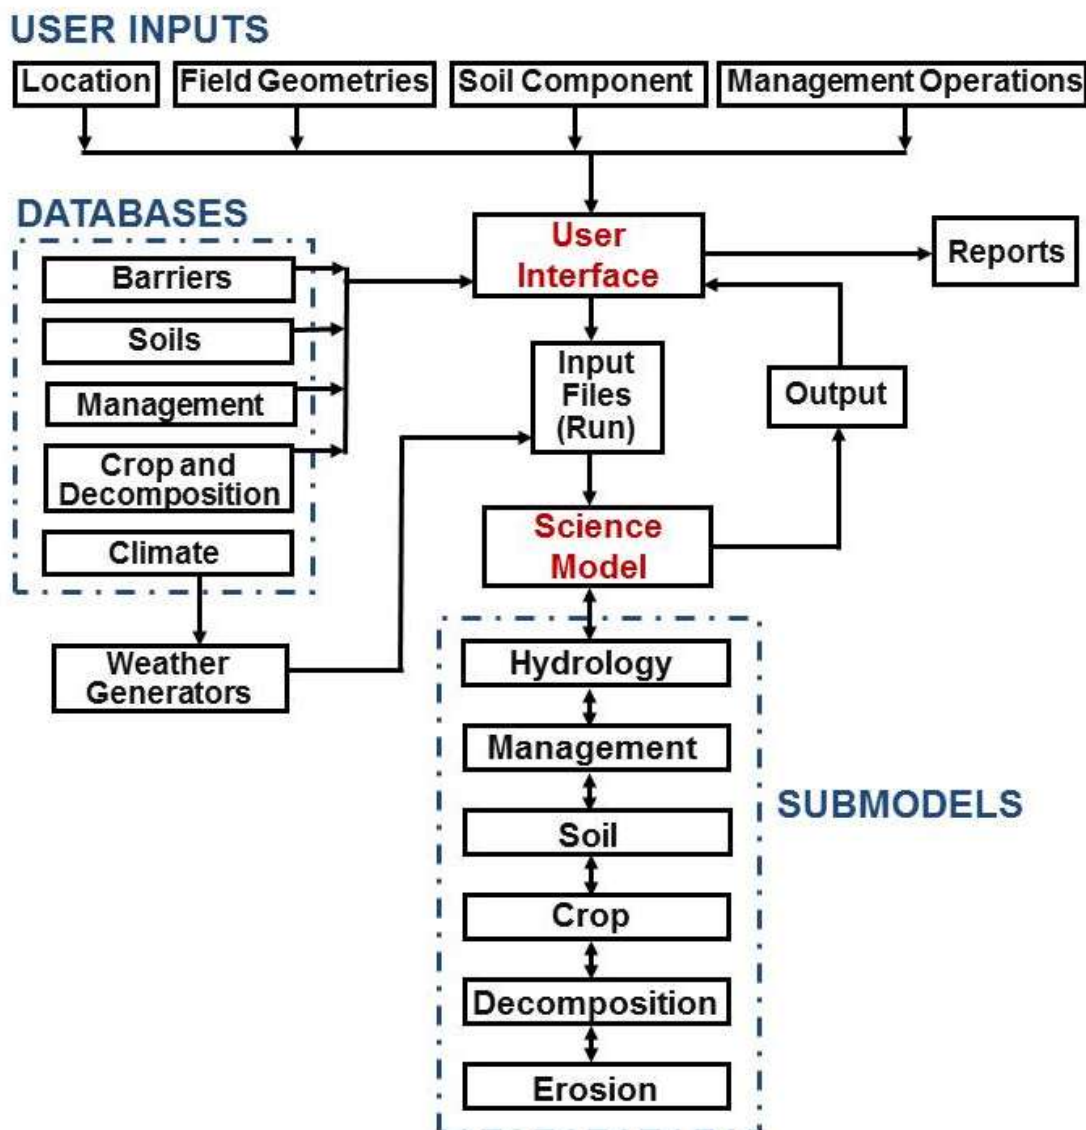 USER INPUTS
Location
Field Geometries
Soil Component
Management Operations
DATABASES
Barriers
Soils
Management
Crop and
Decomposition
Climate
Weather
Generators
User
Interface
Reports
Input
Files
(Run)
Output
Science
Model
Hydrology
Management
Soil
Crop
Decomposition
Erosion
SUBMODELS